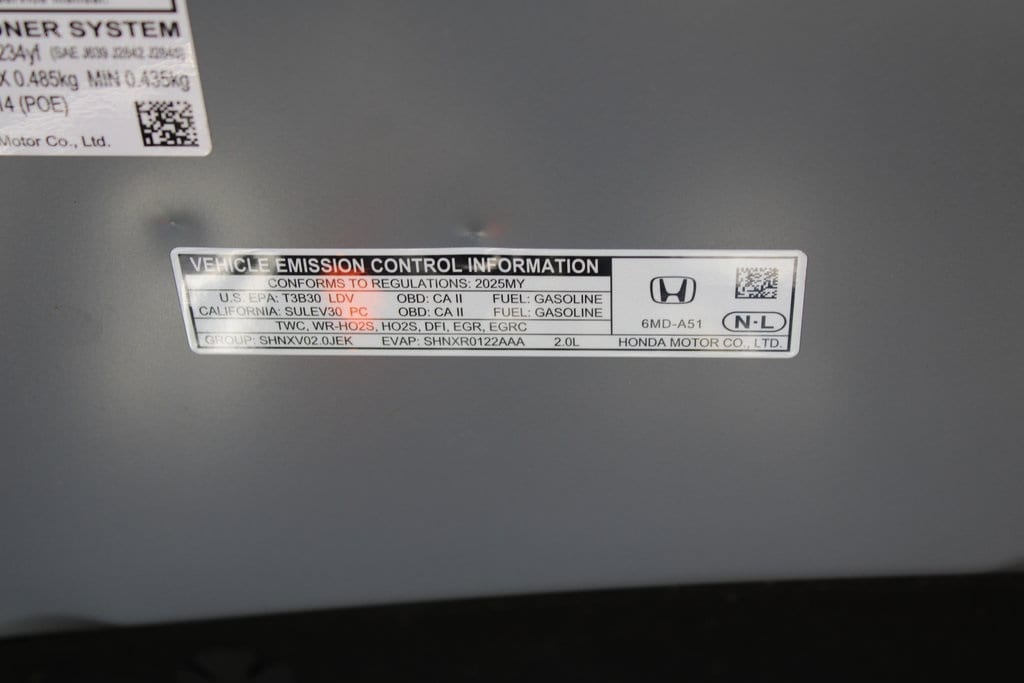 Service Manual.
ONER SYSTEM
234yf (SAE J639 J2842 J2845)
X 0.485kg MIN 0.435kg
14 (POE)
Motor Co., Ltd.
VEHICLE EMISSION CONTROL INFORMATION
CONFORMS TO REGULATIONS: 2025MY
U.S. EPA: T3B30 LDV OBD: CA II FUEL: GASOLINE
CALIFORNIA: SULEV30 PC OBD: CA II FUEL: GASOLINE
TWC, WR-HO2S, HO2S, DFI, EGR, EGRC
GROUP: SHNXV02.0JEK EVAP: SHNXR0122AAA 2.0L
6MD-A51 N-L
HONDA MOTOR CO., LTD.